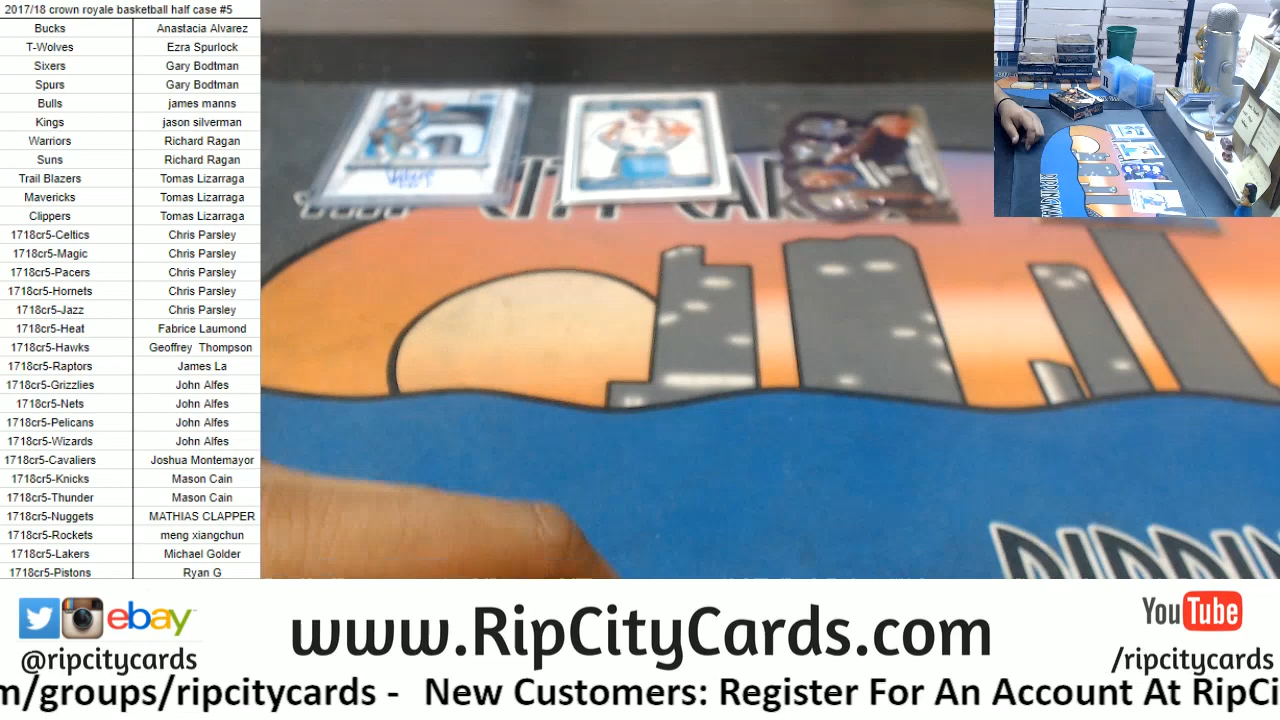 2017/18 crown royale basketball half case #5
Bucks Anastacia Alvarez
T-Wolves Ezra Spurlock
Sixers Gary Bodtman
Spurs Gary Bodtman
Bulls james manns
Kings jason silverman
Warriors Richard Ragan
Suns Richard Ragan
Trail Blazers Tomas Lizarraga
Mavericks Tomas Lizarraga
Clippers Tomas Lizarraga
1718cr5-Celtics Chris Parsley
1718cr5-Magic Chris Parsley
1718cr5-Pacers Chris Parsley
1718cr5-Hornets Chris Parsley
1718cr5-Jazz Chris Parsley
1718cr5-Heat Fabrice Laumond
1718cr5-Hawks Geoffrey Thompson
1718cr5-Raptors James La
1718cr5-Grizzlies John Alfes
1718cr5-Nets John Alfes
1718cr5-Pelicans John Alfes
1718cr5-Wizards John Alfes
1718cr5-Cavaliers Joshua Montemayor
1718cr5-Knicks Mason Cain
1718cr5-Thunder Mason Cain
1718cr5-Nuggets MATHIAS CLAPPER
1718cr5-Rockets meng xiangchun
1718cr5-Lakers Michael Golder
1718cr5-Pistons Ryan G
CITY CARDS
ebay
@ripcitycards
www.RipCityCards.com
YouTube
/ripcitycards
m/groups/ripcitycards - New Customers: Register For An Account At RipCi